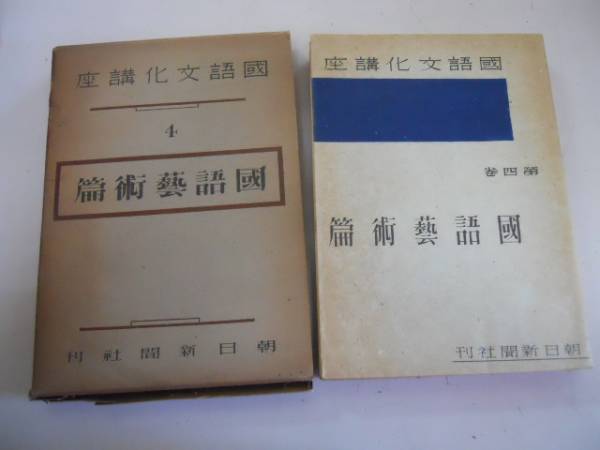 國語文化講座
4
國語藝術篇
朝日新聞社刊
國語文化講座
第四卷
國語藝術篇
朝日新聞社刊